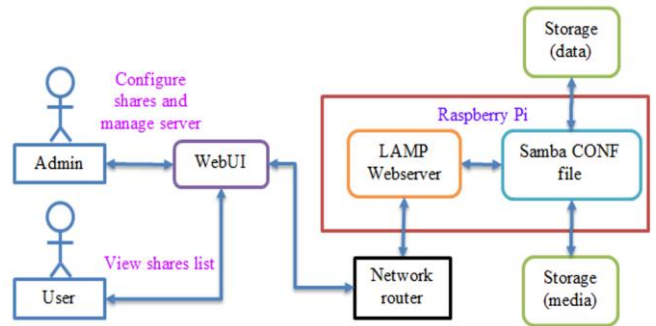 Storage
(data)
Configure
shares and
manage server
Raspberry Pi
Admin
WebUI
LAMP
Webserver
Samba CONF
file
View shares list
User
Network
router
Storage
(media)